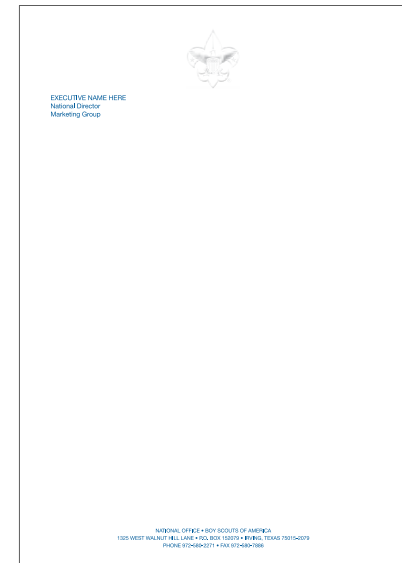 EXECUTIVE NAME HERE
National Director
Marketing Group
NATIONAL OFFICE • BOY SCOUTS OF AMERICA
1325 WEST WALNUT HILL LANE • P.O. BOX 152079 • IRVING, TEXAS 75015-2079
PHONE 972-580-2271 • FAX 972-580-7886